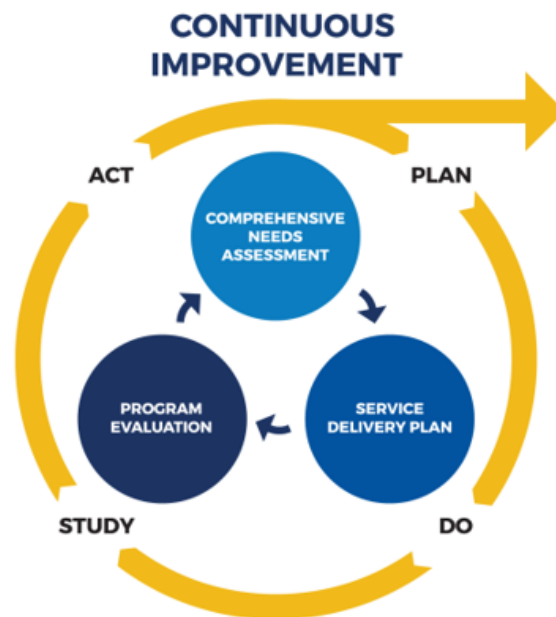 CONTINUOUS
IMPROVEMENT
ACT
PLAN
COMPREHENSIVE
NEEDS
ASSESSMENT
PROGRAM
EVALUATION
SERVICE
DELIVERY PLAN
STUDY
DO